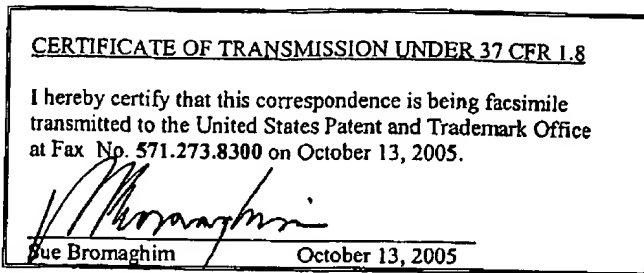 CERTIFICATE OF TRANSMISSION UNDER 37 CFR 1.8
I hereby certify that this correspondence is being facsimile
transmitted to the United States Patent and Trademark Office
at Fax No. 571.273.8300 on October 13, 2005.
Sue Bromaghim October 13, 2005